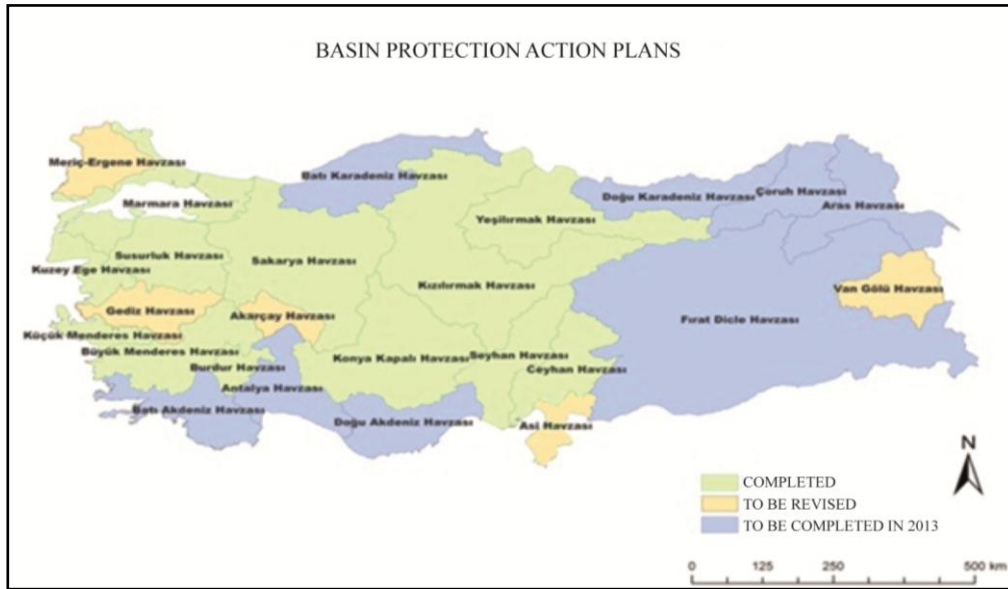 BASIN PROTECTION ACTION PLANS
Meriç-Ergene Havzası
Batı Karadeniz Havzası
Marmara Havzası
Doğu Karadeniz Havzası
Çoruh Havzası
Aras Havzası
Yeşilırmak Havzası
Susurluk Havzası
Sakarya Havzası
Kuzey Ege Havzası
Kızılırmak Havzası
Van Gölü Havzası
Gediz Havzası
Akarçay Havzası
Fırat Dicle Havzası
Küçük Menderes Havzası
Büyük Menderes Havzası
Burdur Havzası
Konya Kapalı Havzası
Seyhan Havzası
Ceyhan Havzası
Antalya Havzası
Batı Akdeniz Havzası
Doğu Akdeniz Havzası
Asi Havzası
N
COMPLETED
TO BE REVISED
TO BE COMPLETED IN 2013
0 125 250 500 km